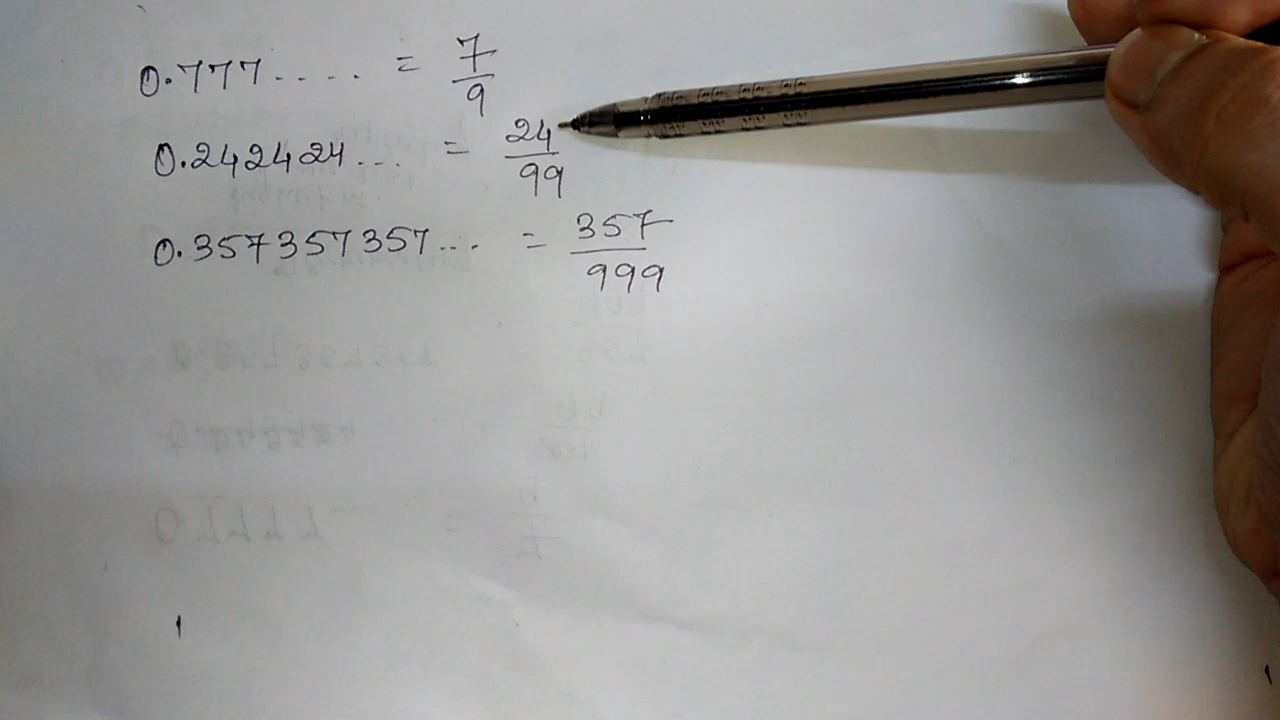 0.777.... = 7/9
0.242424... = 24/99
0.357357357... = 357/999